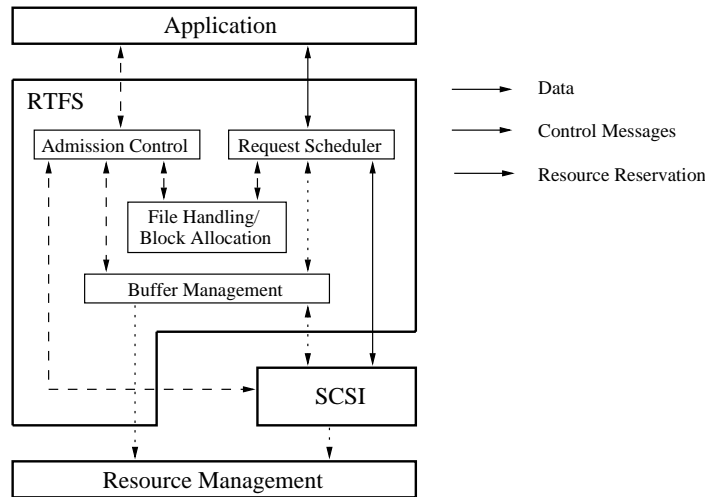 Application
RTFS
Data
Control Messages
Resource Reservation
Admission Control
Request Scheduler
File Handling/
Block Allocation
Buffer Management
SCSI
Resource Management